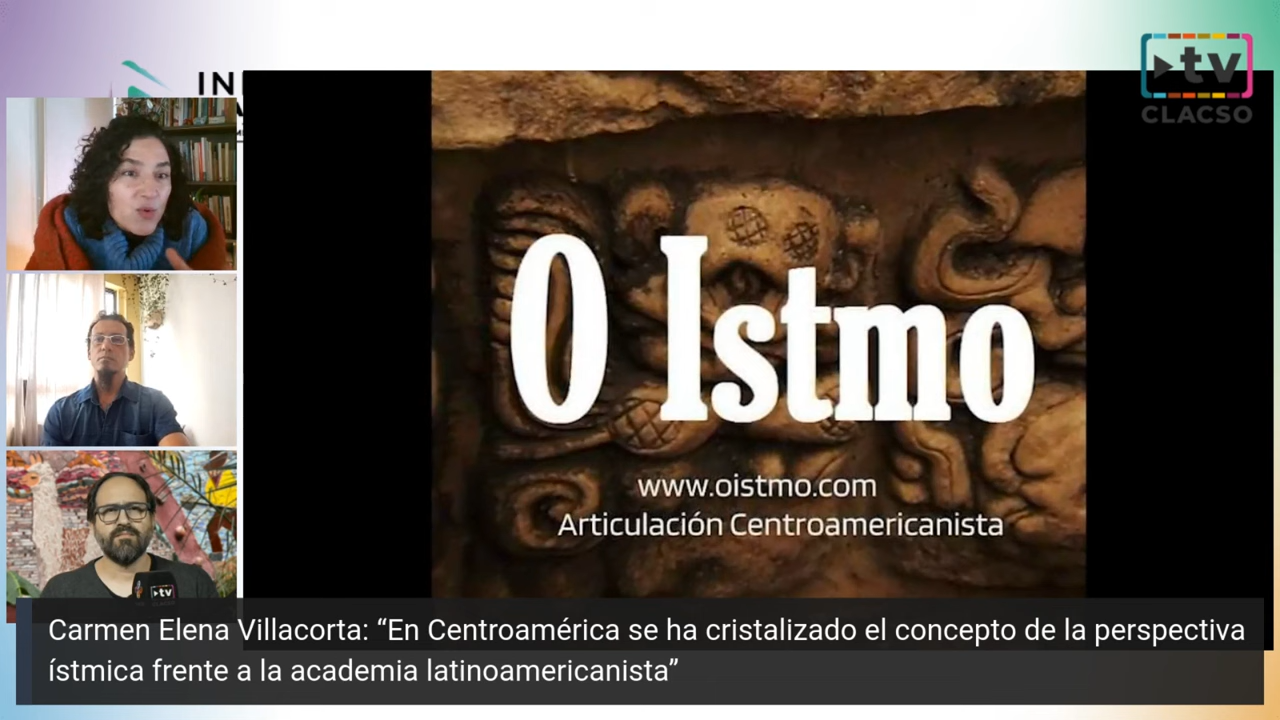 tv
CLACSO
O Istmo
www.oistmo.com
Articulación Centroamericanista
tv
Carmen Elena Villacorta: “En Centroamérica se ha cristalizado el concepto de la perspectiva
ístmica frente a la academia latinoamericanista”